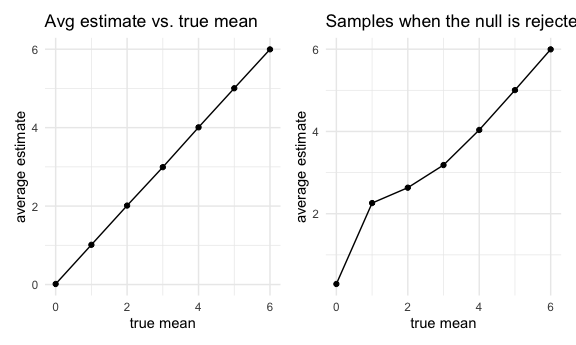 Avg estimate vs. true mean
6
4
2
0
average estimate
0 2 4 6
true mean
Samples when the null is rejecte
6
4
2
average estimate
0 2 4 6
true mean